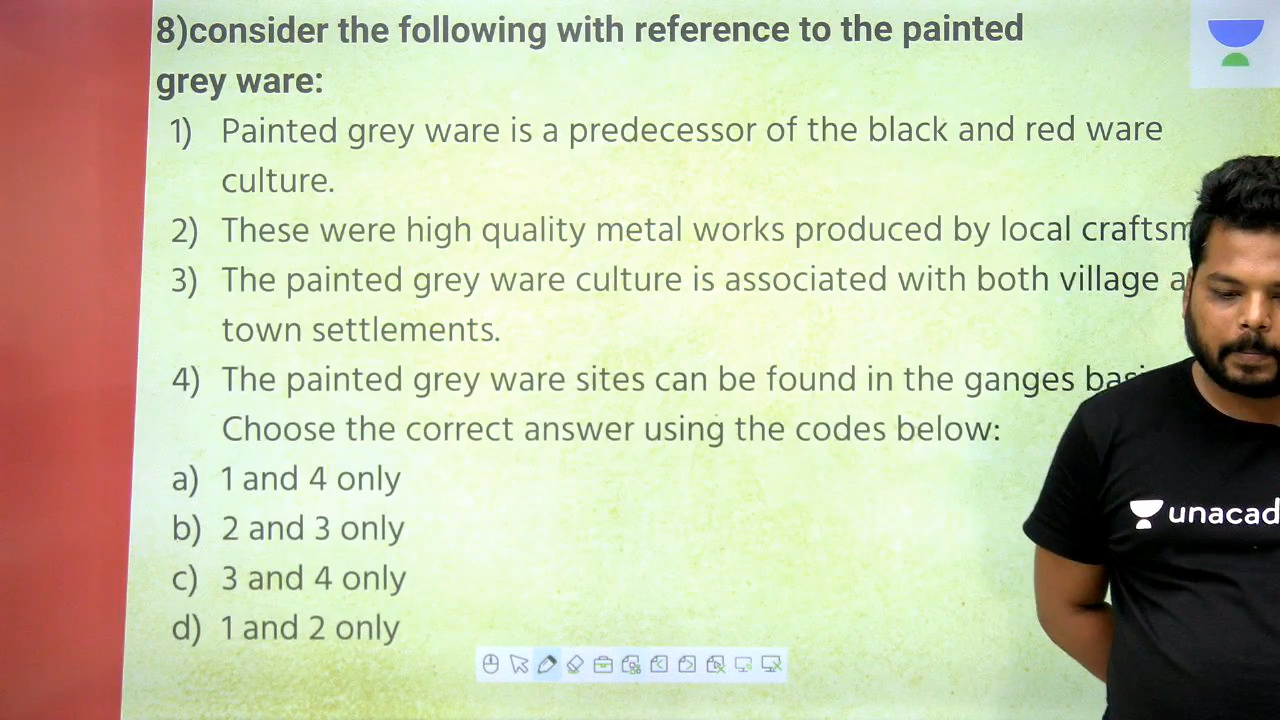 8)consider the following with reference to the painted
grey ware:
1) Painted grey ware is a predecessor of the black and red ware
culture.
2) These were high quality metal works produced by local
3) The painted grey ware culture is associated with both village
town settlements.
4) The painted grey ware sites can be found in the ganges
Choose the correct answer using the codes below:
a) 1 and 4 only
b) 2 and 3 only
c) 3 and 4 only
d) 1 and 2 only